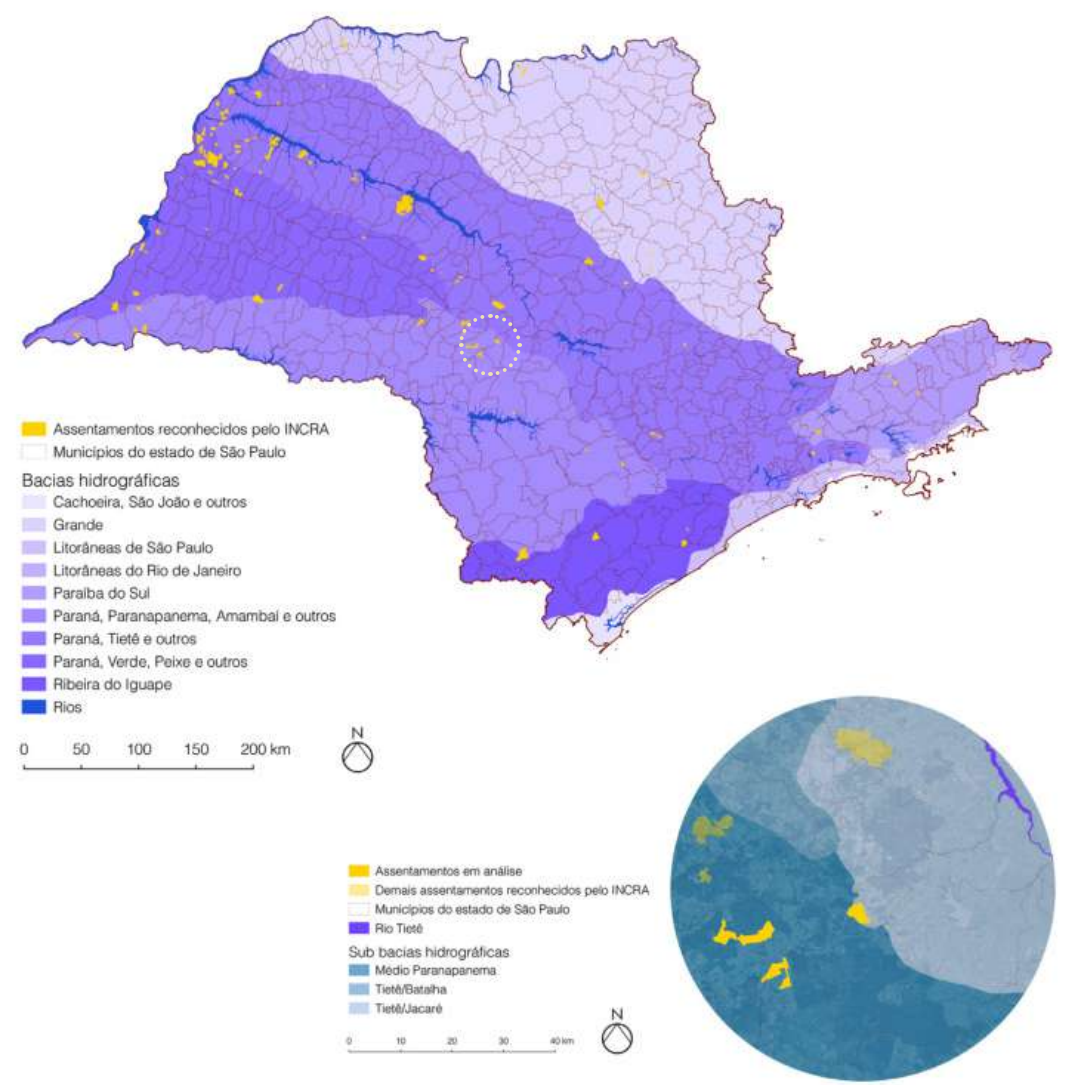 Assentamentos reconhecidos pelo INCRA
Municípios do estado de São Paulo
Bacias hidrográficas
Cachoeira, São João e outros
Grande
Litorâneas de São Paulo
Litorâneas do Rio de Janeiro
Paraíba do Sul
Paraná, Paranapanema, Amambaí e outros
Paraná, Tietê e outros
Paraná, Verde, Peixe e outros
Ribeira do Iguape
Rios
0 50 100 150 200 km
N
Assentamentos em análise
Demais assentamentos reconhecidos pelo INCRA
Municípios do estado de São Paulo
Rio Tietê
Sub bacias hidrográficas
Médio Paranapanema
Tietê/Batalha
Tietê/Jacaré
0 10 20 30 40 km
N